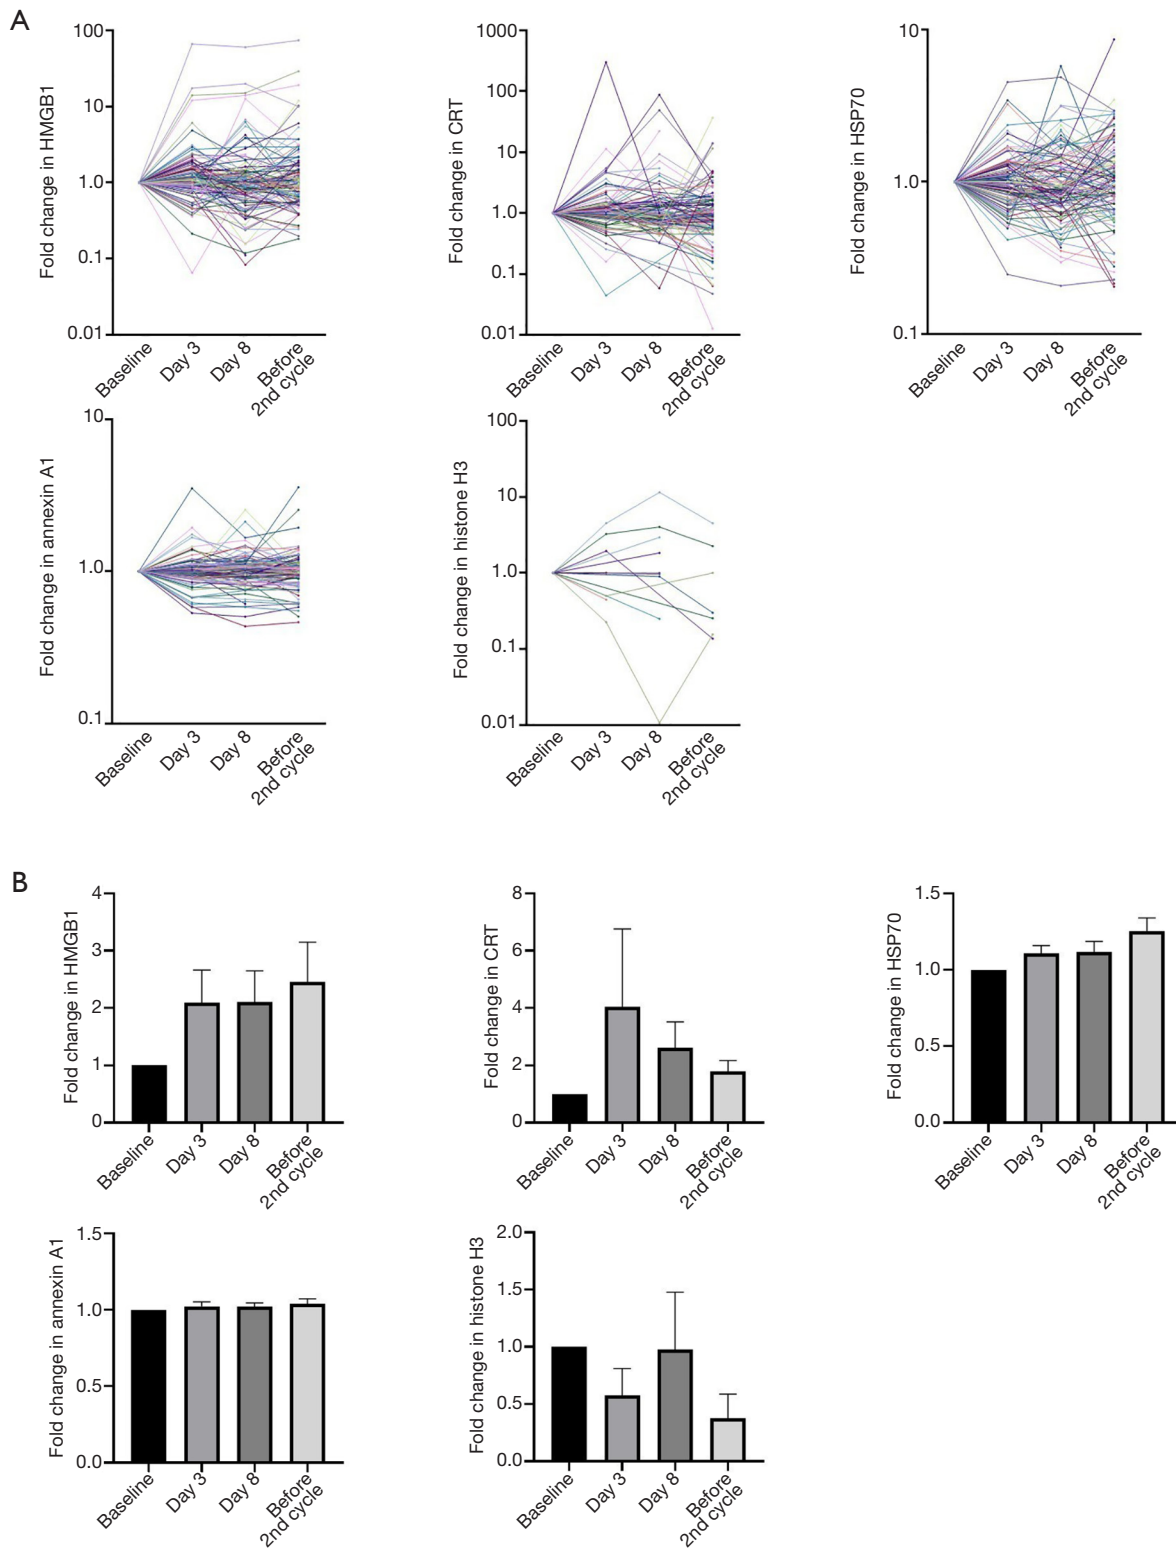 A
Fold change in HMGB1
100
10
1.0
0.1
0.01
Baseline
Day 3
Day 8
Before
2nd cycle
Fold change in CRT
1000
100
10
1.0
0.1
0.01
Baseline
Day 3
Day 8
Before
2nd cycle
Fold change in HSP70
10
1.0
0.1
Baseline
Day 3
Day 8
Before
2nd cycle
Fold change in annexin A1
10
1.0
0.1
Baseline
Day 3
Day 8
Before
2nd cycle
Fold change in histone H3
100
10
1.0
0.1
0.01
Baseline
Day 3
Day 8
Before
2nd cycle
B
Fold change in HMGB1
4
3
2
1
0
Baseline
Day 3
Day 8
Before
2nd cycle
Fold change in CRT
8
6
4
2
0
Baseline
Day 3
Day 8
Before
2nd cycle
Fold change in HSP70
1.5
1.0
0.5
0.0
Baseline
Day 3
Day 8
Before
2nd cycle
Fold change in annexin A1
1.5
1.0
0.5
0.0
Baseline
Day 3
Day 8
Before
2nd cycle
Fold change in histone H3
2.0
1.5
1.0
0.5
0.0
Baseline
Day 3
Day 8
Before
2nd cycle